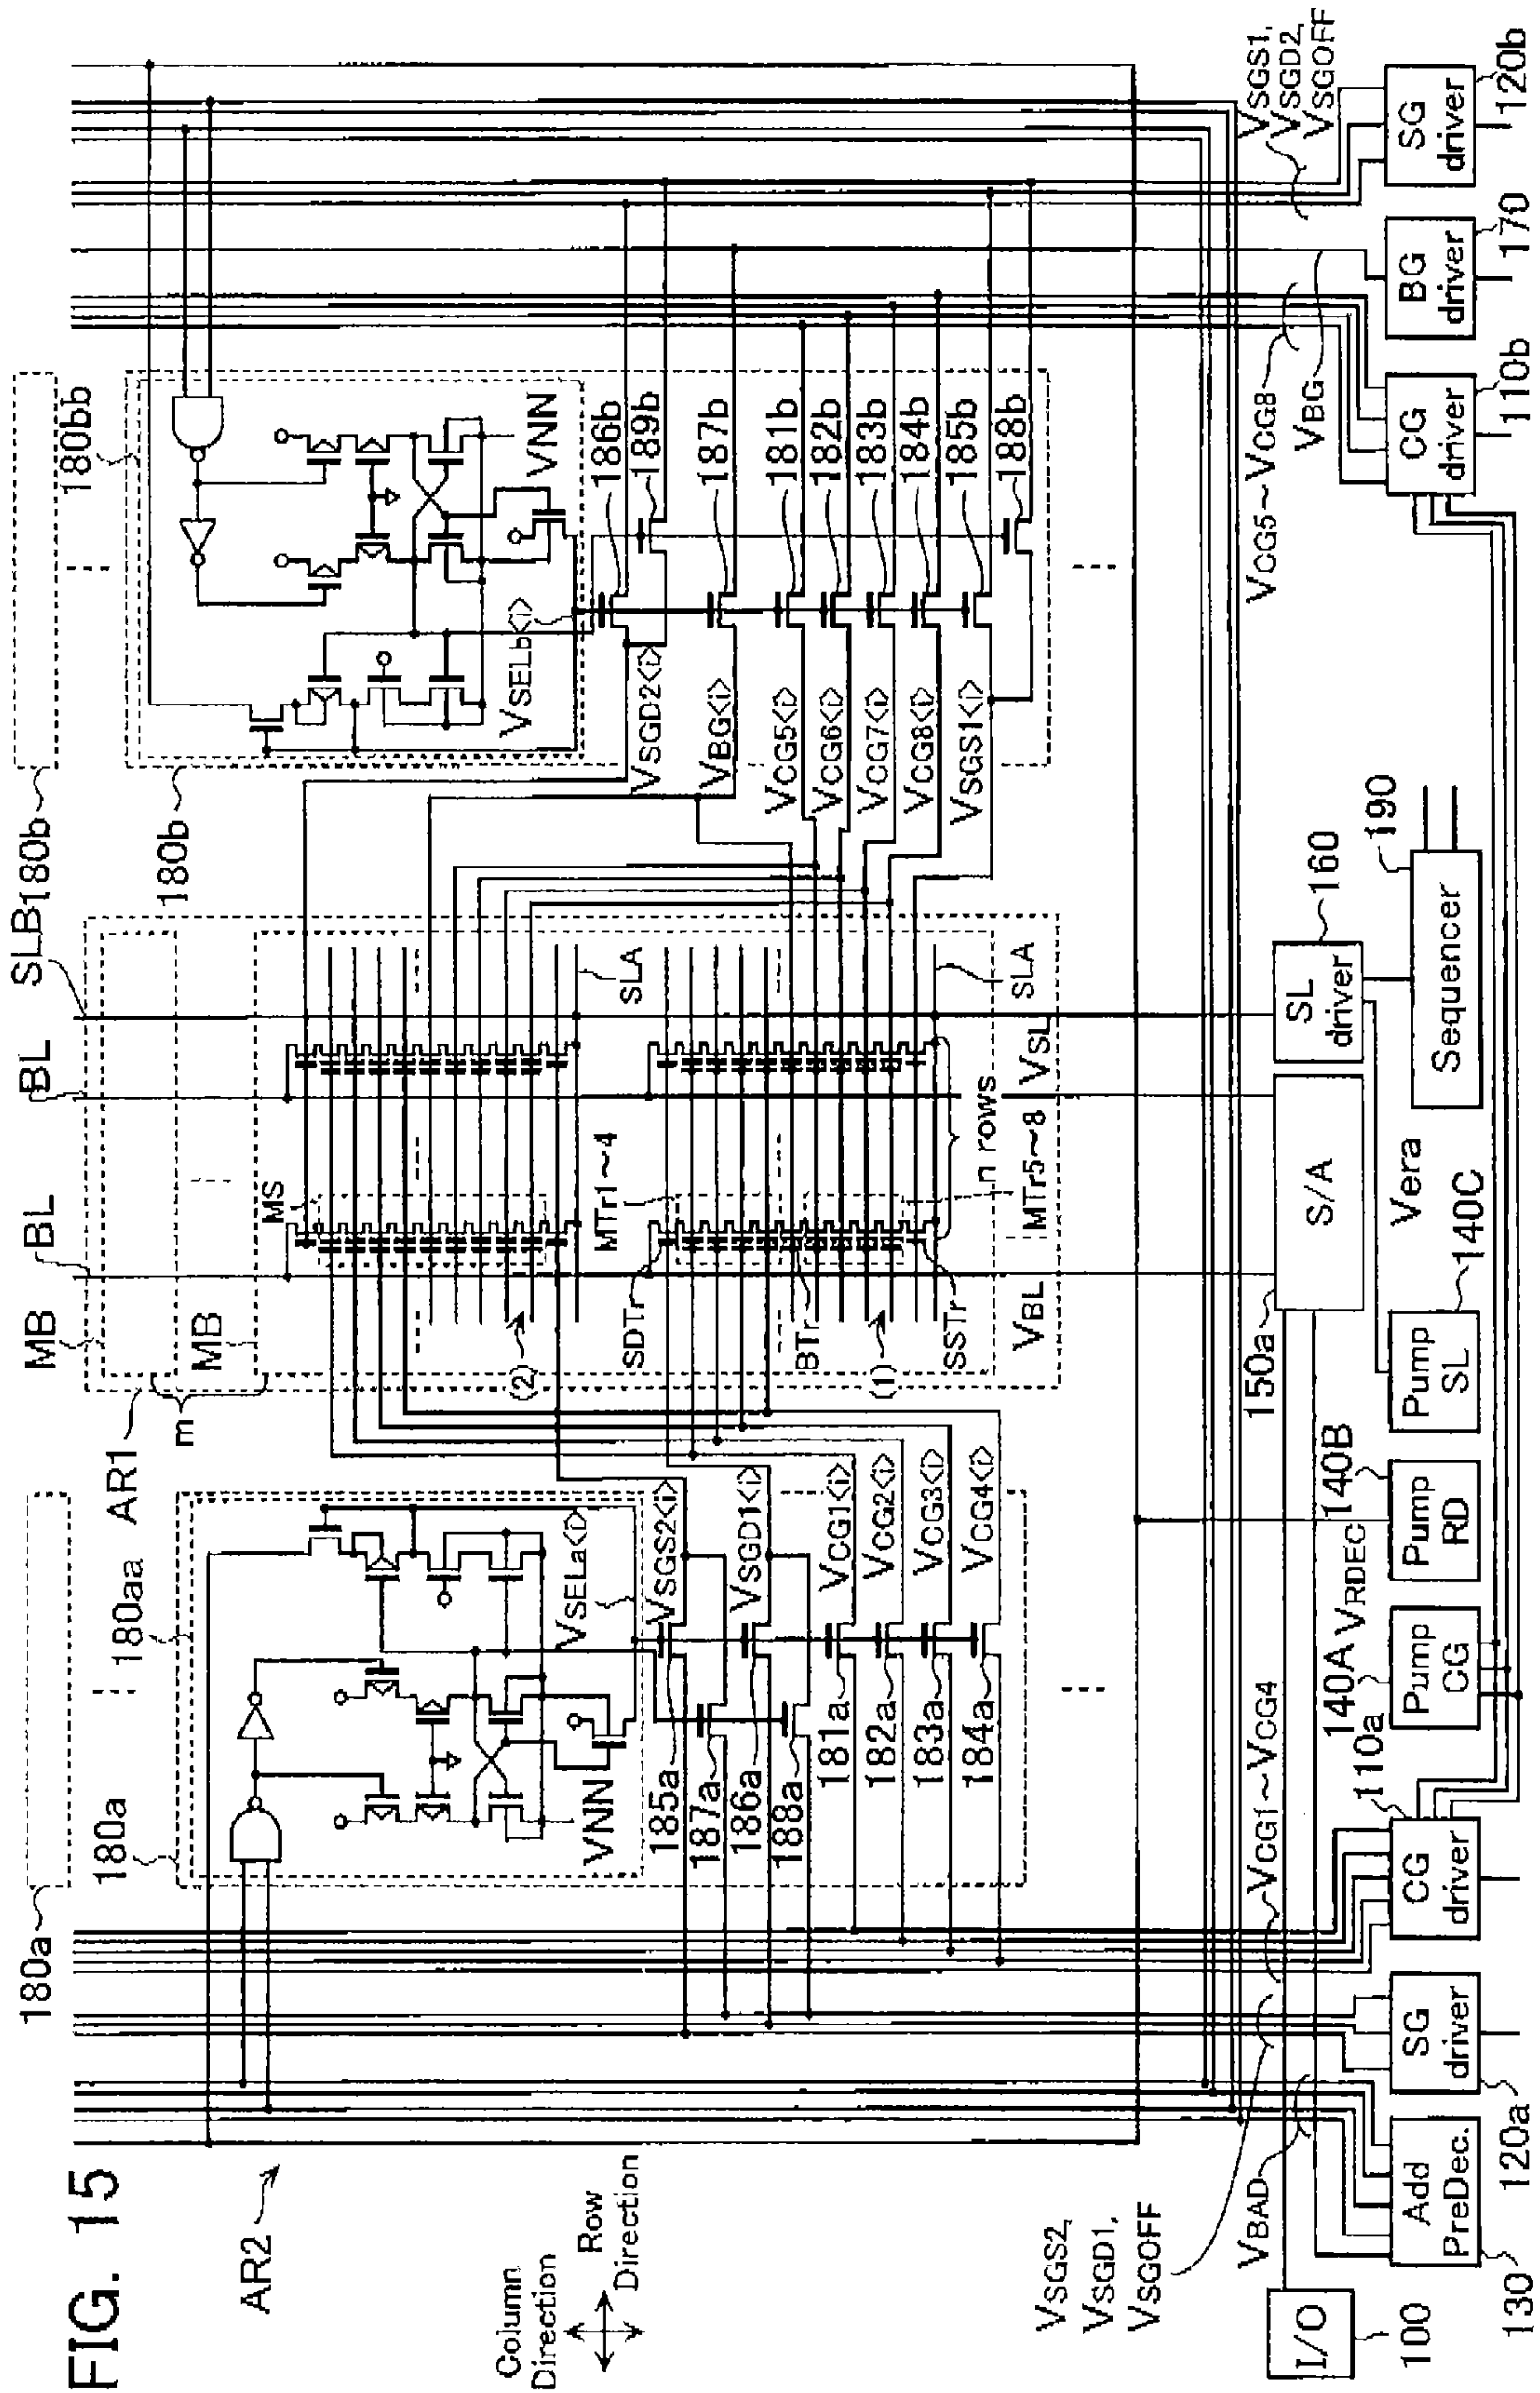 FIG. 15
AR2
Column
Direction
Row
Direction
180a
180a
180aa
VNN
VSELa<i>
185a
187a
186a
188a
181a
182a
183a
184a
VSGS2<i>
VSGD1<i>
VCG1<i>
VCG2<i>
VCG3<i>
VCG4<i>
AR1
m
MB
MB
BL
BL
SLB
MS
(2)
MTr1~4
SDTr
BTr
(1)
SSTr
MTr5~8
n rows
SLA
SLA
VBL
VSL
180b
180b
180bb
VNN
VSELb<i>
VSGD2<i>
VBG<i>
VCG5<i>
VCG6<i>
VCG7<i>
VCG8<i>
VSGS1<i>
186b
189b
187b
181b
182b
183b
184b
185b
188b
VSGS2,
VSGD1,
VSGOFF
VBAD
VCG1~VCG4
VCG5~VCG8
VBG
VSGS1,
VSGD2,
VSGOFF
I/O
100
Add
PreDec.
130
SG
driver
120a
CG
driver
110a
Pump
CG
140A
VRDEC
Pump
RD
140B
Pump
SL
140C
Vera
S/A
150a
SL
driver
160
Sequencer
190
CG
driver
110b
BG
driver
170
SG
driver
120b